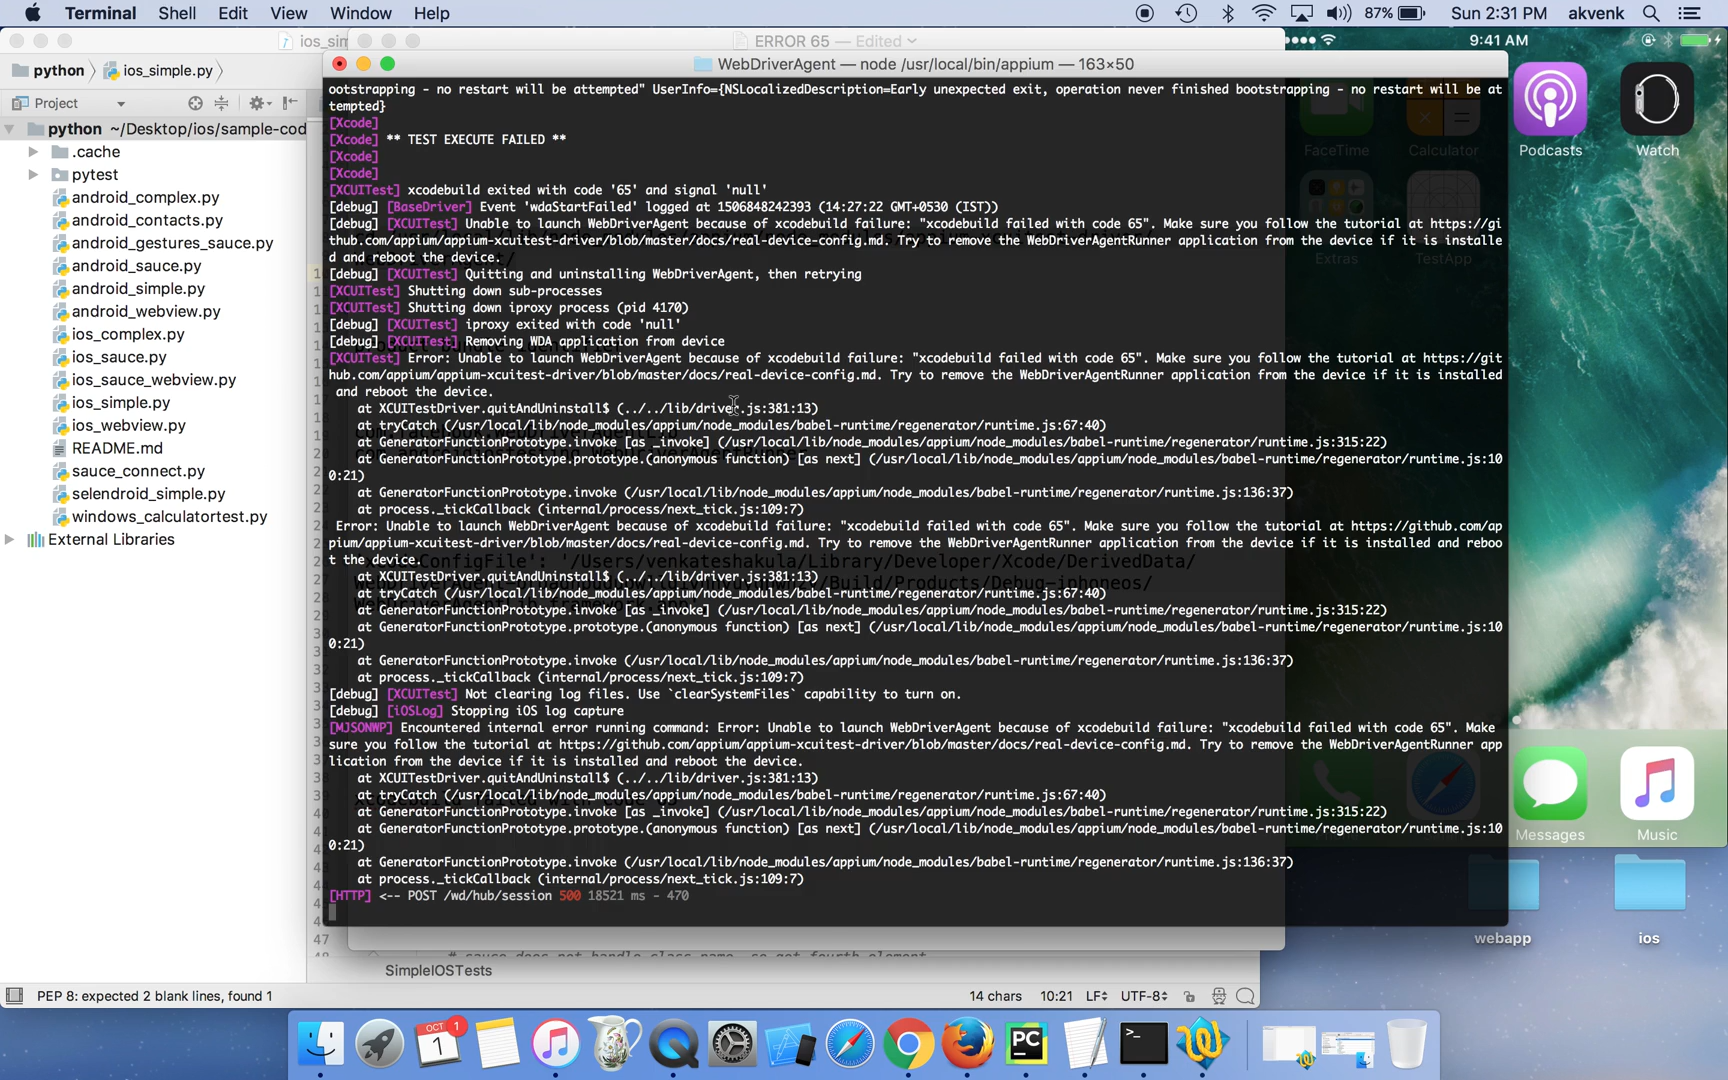 Terminal Shell Edit View Window Help 87% Sun 2:31 PM akvenk
ios_sim ERROR 65 — Edited 9:41 AM
python ios_simple.py WebDriverAgent — node /usr/local/bin/appium — 163×50
Project
python ~/Desktop/ios/sample-cod
.cache
pytest
android_complex.py
android_contacts.py
android_gestures_sauce.py
android_sauce.py
android_simple.py
android_webview.py
ios_complex.py
ios_sauce.py
ios_sauce_webview.py
ios_simple.py
ios_webview.py
README.md
sauce_connect.py
selendroid_simple.py
windows_calculatortest.py
External Libraries
ootstrapping - no restart will be attempted" UserInfo={NSLocalizedDescription=Early unexpected exit, operation never finished bootstrapping - no restart will be at
tempted}
[Xcode]
[Xcode] ** TEST EXECUTE FAILED **
[Xcode]
[Xcode]
[XCUITest] xcodebuild exited with code '65' and signal 'null'
[debug] [BaseDriver] Event 'wdaStartFailed' logged at 1506848242393 (14:27:22 GMT+0530 (IST))
[debug] [XCUITest] Unable to launch WebDriverAgent because of xcodebuild failure: "xcodebuild failed with code 65". Make sure you follow the tutorial at https://gi
thub.com/appium/appium-xcuitest-driver/blob/master/docs/real-device-config.md. Try to remove the WebDriverAgentRunner application from the device if it is installe
d and reboot the device.
[debug] [XCUITest] Quitting and uninstalling WebDriverAgent, then retrying
[XCUITest] Shutting down sub-processes
[XCUITest] Shutting down iproxy process (pid 4170)
[debug] [XCUITest] iproxy exited with code 'null'
[debug] [XCUITest] Removing WDA application from device
[XCUITest] Error: Unable to launch WebDriverAgent because of xcodebuild failure: "xcodebuild failed with code 65". Make sure you follow the tutorial at https://git
hub.com/appium/appium-xcuitest-driver/blob/master/docs/real-device-config.md. Try to remove the WebDriverAgentRunner application from the device if it is installed
and reboot the device.
at XCUITestDriver.quitAndUninstall$ (../../lib/driver.js:381:13)
at tryCatch (/usr/local/lib/node_modules/appium/node_modules/babel-runtime/regenerator/runtime.js:67:40)
at GeneratorFunctionPrototype.invoke [as _invoke] (/usr/local/lib/node_modules/appium/node_modules/babel-runtime/regenerator/runtime.js:315:22)
at GeneratorFunctionPrototype.prototype.(anonymous function) [as next] (/usr/local/lib/node_modules/appium/node_modules/babel-runtime/regenerator/runtime.js:10
0:21)
at GeneratorFunctionPrototype.invoke (/usr/local/lib/node_modules/appium/node_modules/babel-runtime/regenerator/runtime.js:136:37)
at process._tickCallback (internal/process/next_tick.js:109:7)
Error: Unable to launch WebDriverAgent because of xcodebuild failure: "xcodebuild failed with code 65". Make sure you follow the tutorial at https://github.com/ap
pium/appium-xcuitest-driver/blob/master/docs/real-device-config.md. Try to remove the WebDriverAgentRunner application from the device if it is installed and reboo
t the device.
at XCUITestDriver.quitAndUninstall$ (../../lib/driver.js:381:13)
at tryCatch (/usr/local/lib/node_modules/appium/node_modules/babel-runtime/regenerator/runtime.js:67:40)
at GeneratorFunctionPrototype.invoke [as _invoke] (/usr/local/lib/node_modules/appium/node_modules/babel-runtime/regenerator/runtime.js:315:22)
at GeneratorFunctionPrototype.prototype.(anonymous function) [as next] (/usr/local/lib/node_modules/appium/node_modules/babel-runtime/regenerator/runtime.js:10
0:21)
at GeneratorFunctionPrototype.invoke (/usr/local/lib/node_modules/appium/node_modules/babel-runtime/regenerator/runtime.js:136:37)
at process._tickCallback (internal/process/next_tick.js:109:7)
[debug] [XCUITest] Not clearing log files. Use `clearSystemFiles` capability to turn on.
[debug] [iOSLog] Stopping iOS log capture
[MJSONWP] Encountered internal error running command: Error: Unable to launch WebDriverAgent because of xcodebuild failure: "xcodebuild failed with code 65". Make
sure you follow the tutorial at https://github.com/appium/appium-xcuitest-driver/blob/master/docs/real-device-config.md. Try to remove the WebDriverAgentRunner app
lication from the device if it is installed and reboot the device.
at XCUITestDriver.quitAndUninstall$ (../../lib/driver.js:381:13)
at tryCatch (/usr/local/lib/node_modules/appium/node_modules/babel-runtime/regenerator/runtime.js:67:40)
at GeneratorFunctionPrototype.invoke [as _invoke] (/usr/local/lib/node_modules/appium/node_modules/babel-runtime/regenerator/runtime.js:315:22)
at GeneratorFunctionPrototype.prototype.(anonymous function) [as next] (/usr/local/lib/node_modules/appium/node_modules/babel-runtime/regenerator/runtime.js:10
0:21)
at GeneratorFunctionPrototype.invoke (/usr/local/lib/node_modules/appium/node_modules/babel-runtime/regenerator/runtime.js:136:37)
at process._tickCallback (internal/process/next_tick.js:109:7)
[HTTP] <-- POST /wd/hub/session 500 18521 ms - 470
FaceTime Calculator Podcasts Watch
Extras TestApp
Messages Music
webapp ios
47
SimpleIOSTests
PEP 8: expected 2 blank lines, found 1 14 chars 10:21 LF UTF-8
OCT 1
1
PC